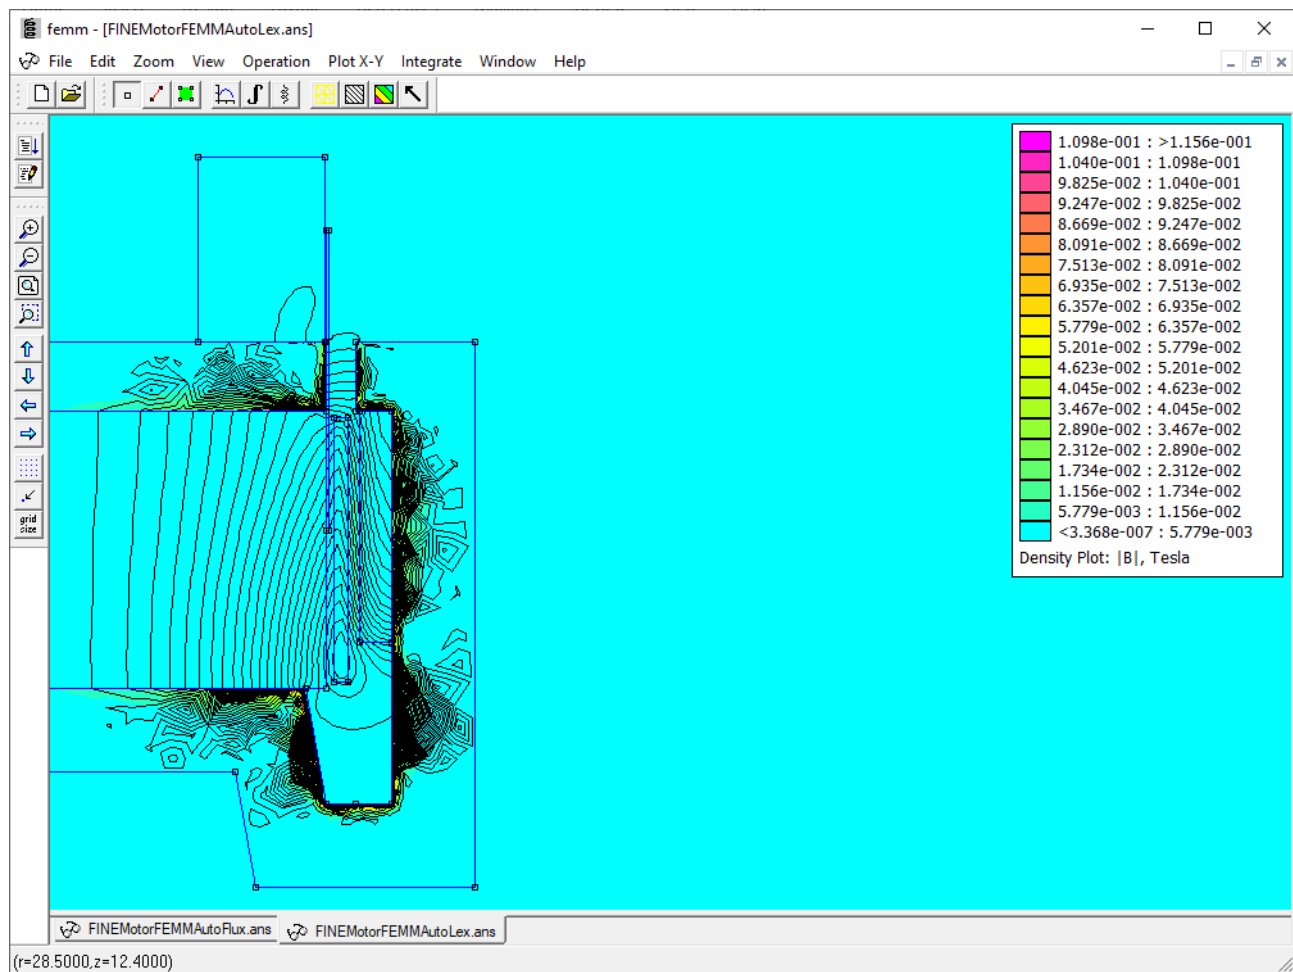 femm - [FINEMotorFEMMAutoLex.ans]
File Edit Zoom View Operation Plot X-Y Integrate Window Help
1.098e-001 : >1.156e-001
1.040e-001 : 1.098e-001
9.825e-002 : 1.040e-001
9.247e-002 : 9.825e-002
8.669e-002 : 9.247e-002
8.091e-002 : 8.669e-002
7.513e-002 : 8.091e-002
6.935e-002 : 7.513e-002
6.357e-002 : 6.935e-002
5.779e-002 : 6.357e-002
5.201e-002 : 5.779e-002
4.623e-002 : 5.201e-002
4.045e-002 : 4.623e-002
3.467e-002 : 4.045e-002
2.890e-002 : 3.467e-002
2.312e-002 : 2.890e-002
1.734e-002 : 2.312e-002
1.156e-002 : 1.734e-002
5.779e-003 : 1.156e-002
<3.368e-007 : 5.779e-003
Density Plot: |B|, Tesla
grid
size
FINEMotorFEMMAutoFlux.ans FINEMotorFEMMAutoLex.ans
(r=28.5000,z=12.4000)